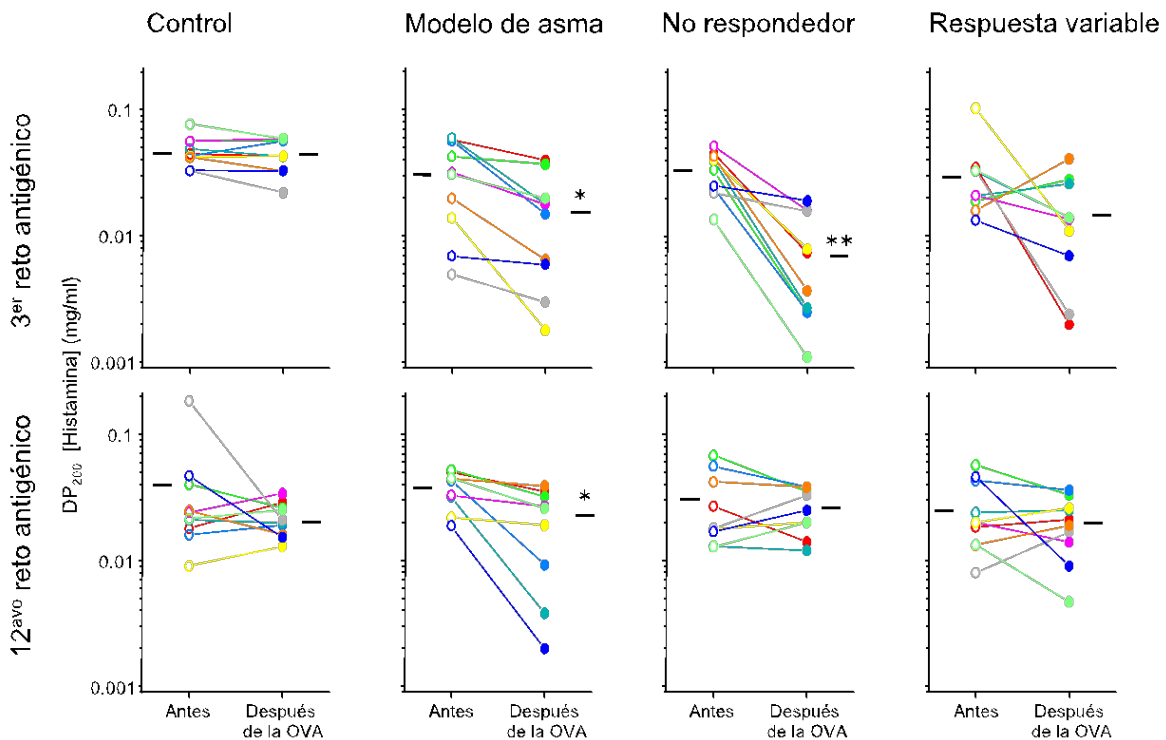 Control
Modelo de asma
No respondedor
Respuesta variable
3er reto antigénico
12avo reto antigénico
DP200 [Histamina] (mg/ml)
0.1
0.01
0.001
*
**
0.1
0.01
0.001
*
Antes
Después
de la OVA
Antes
Después
de la OVA
Antes
Después
de la OVA
Antes
Después
de la OVA